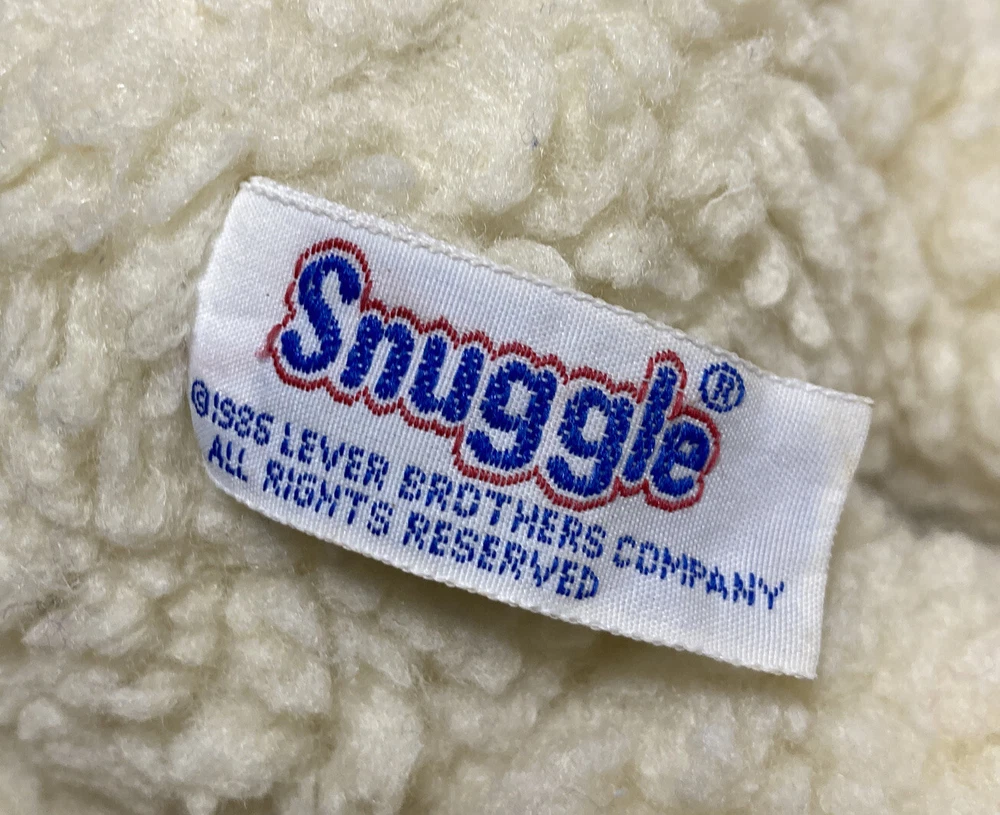 Snuggle®
©1986 LEVER BROTHERS COMPANY
ALL RIGHTS RESERVED